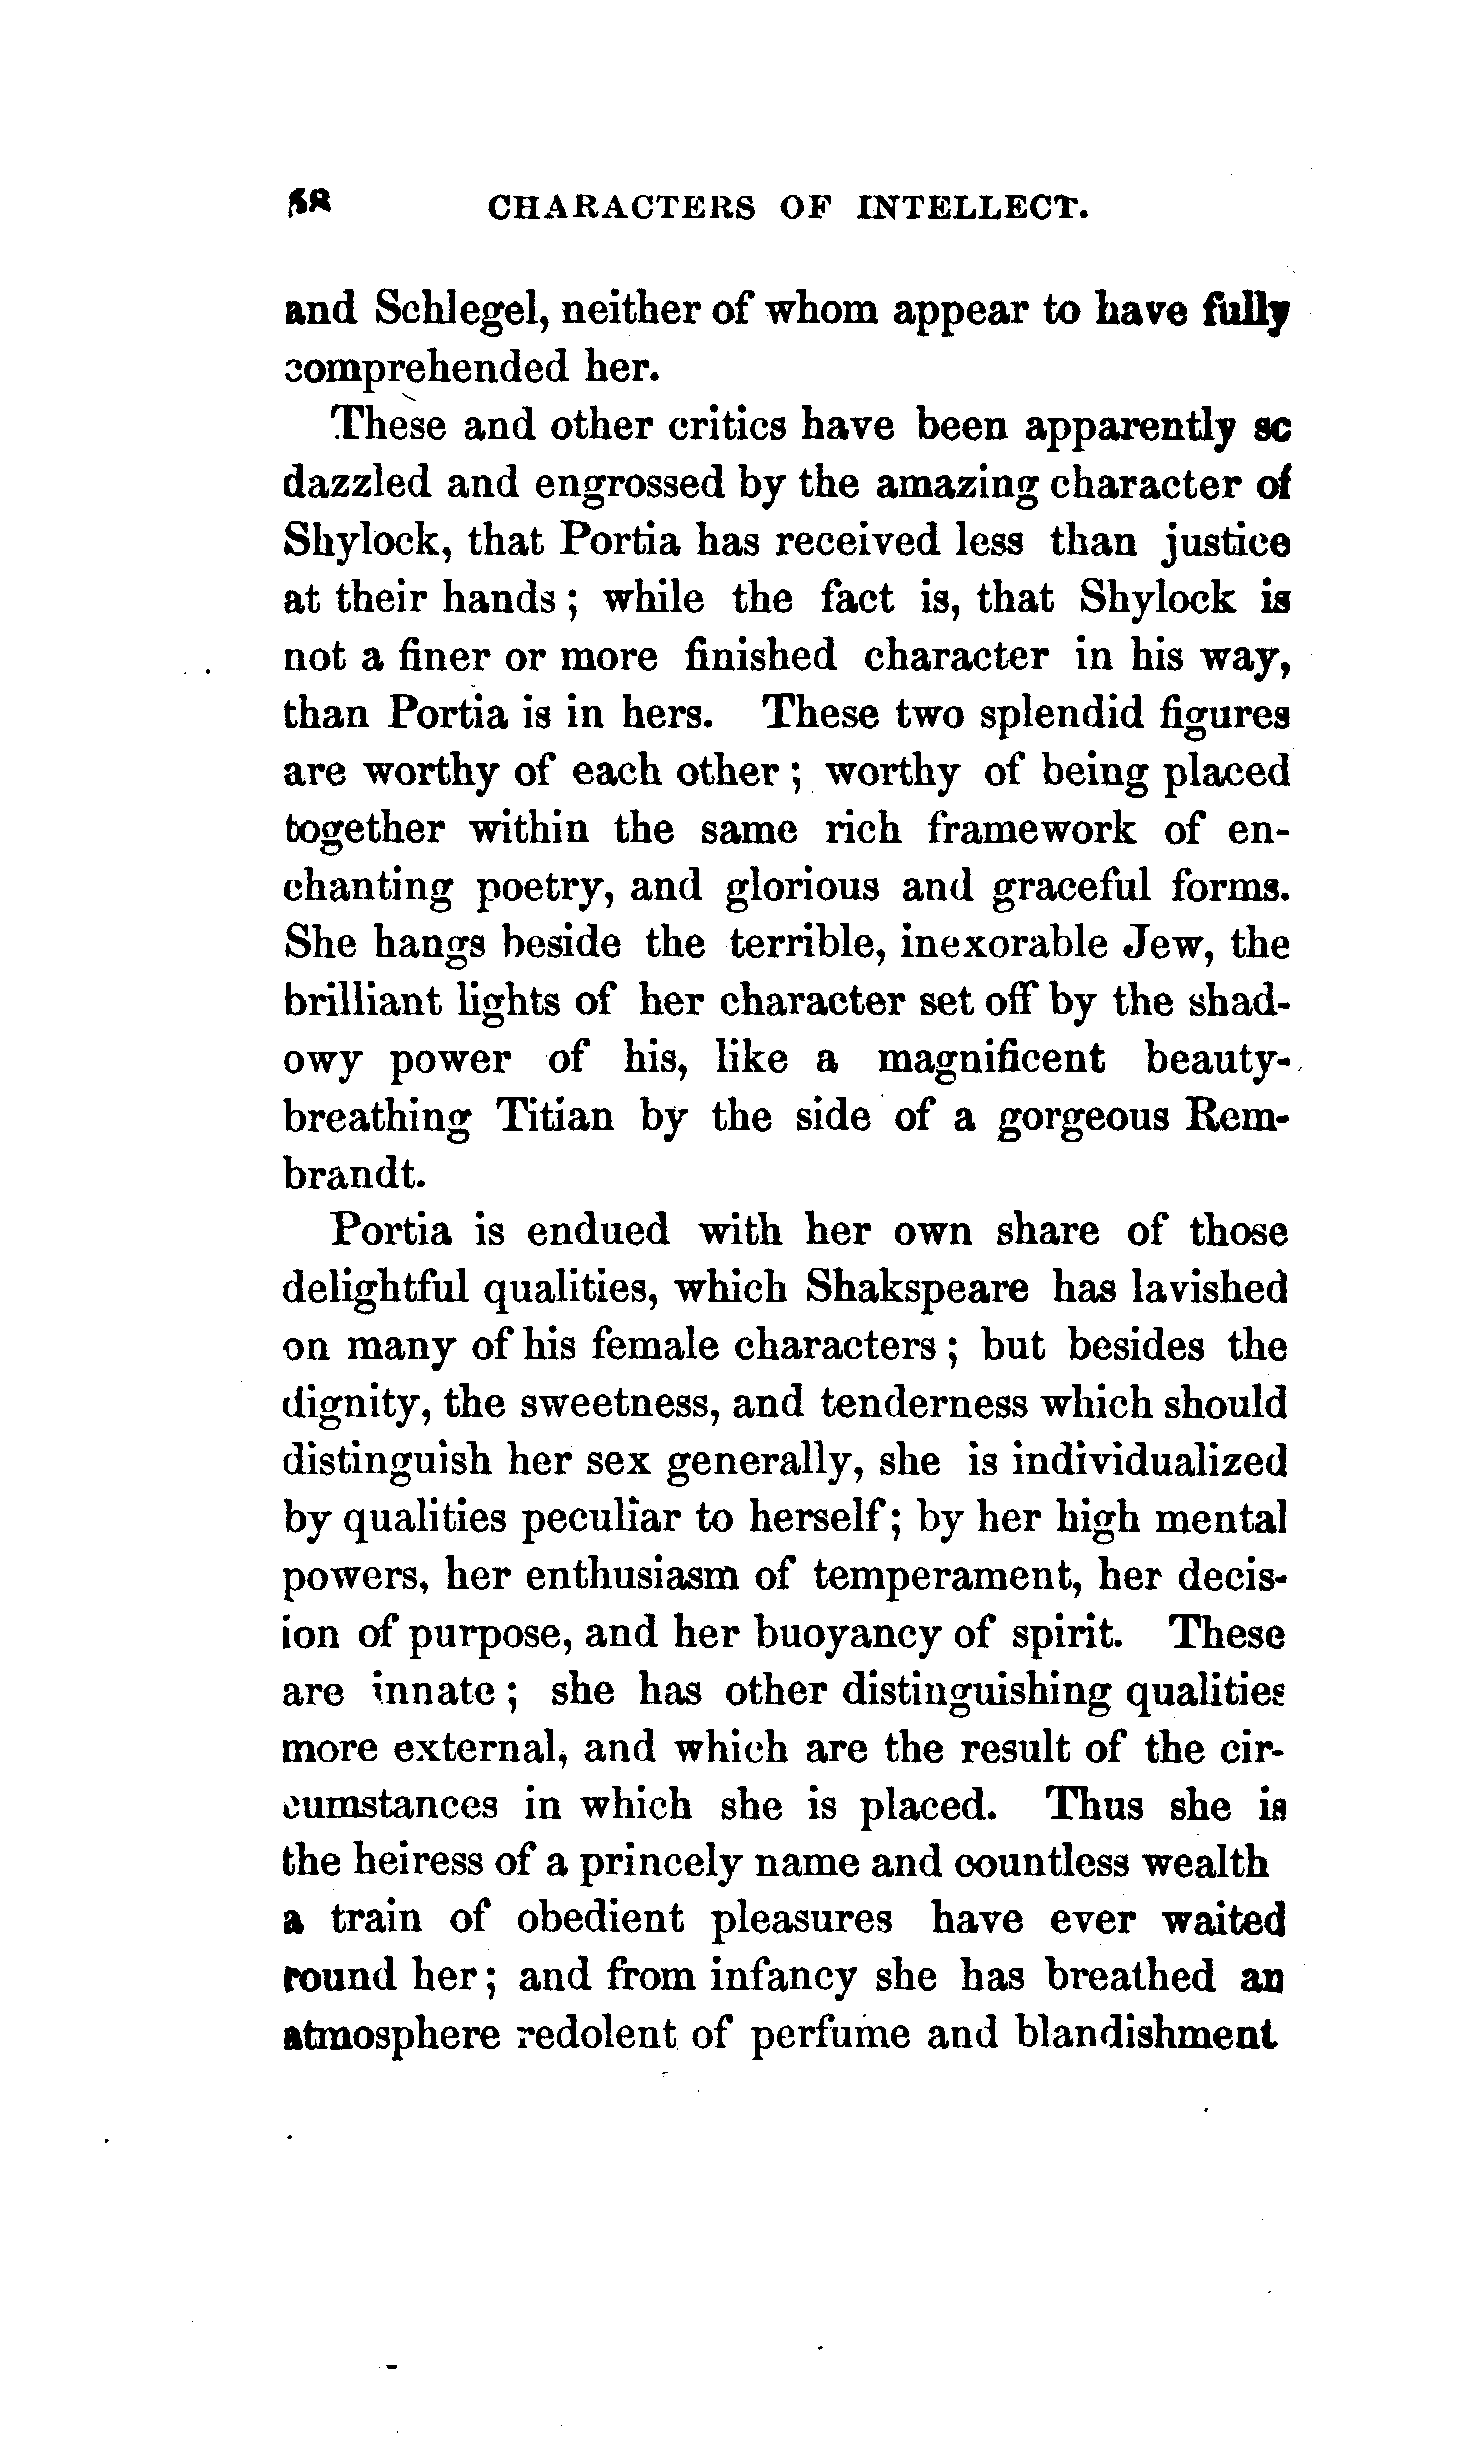 58 CHARACTERS OF INTELLECT.
and Schlegel, neither of whom appear to have fully
comprehended her.
These and other critics have been apparently so
dazzled and engrossed by the amazing character of
Shylock, that Portia has received less than justice
at their hands; while the fact is, that Shylock is
not a finer or more finished character in his way,
than Portia is in hers. These two splendid figures
are worthy of each other; worthy of being placed
together within the same rich framework of en-
chanting poetry, and glorious and graceful forms.
She hangs beside the terrible, inexorable Jew, the
brilliant lights of her character set off by the shad-
owy power of his, like a magnificent beauty-
breathing Titian by the side of a gorgeous Rem-
brandt.
Portia is endued with her own share of those
delightful qualities, which Shakspeare has lavished
on many of his female characters; but besides the
dignity, the sweetness, and tenderness which should
distinguish her sex generally, she is individualized
by qualities peculiar to herself; by her high mental
powers, her enthusiasm of temperament, her decis-
ion of purpose, and her buoyancy of spirit. These
are innate; she has other distinguishing qualities
more external, and which are the result of the cir-
cumstances in which she is placed. Thus she is
the heiress of a princely name and countless wealth
a train of obedient pleasures have ever waited
round her; and from infancy she has breathed an
atmosphere redolent of perfume and blandishment